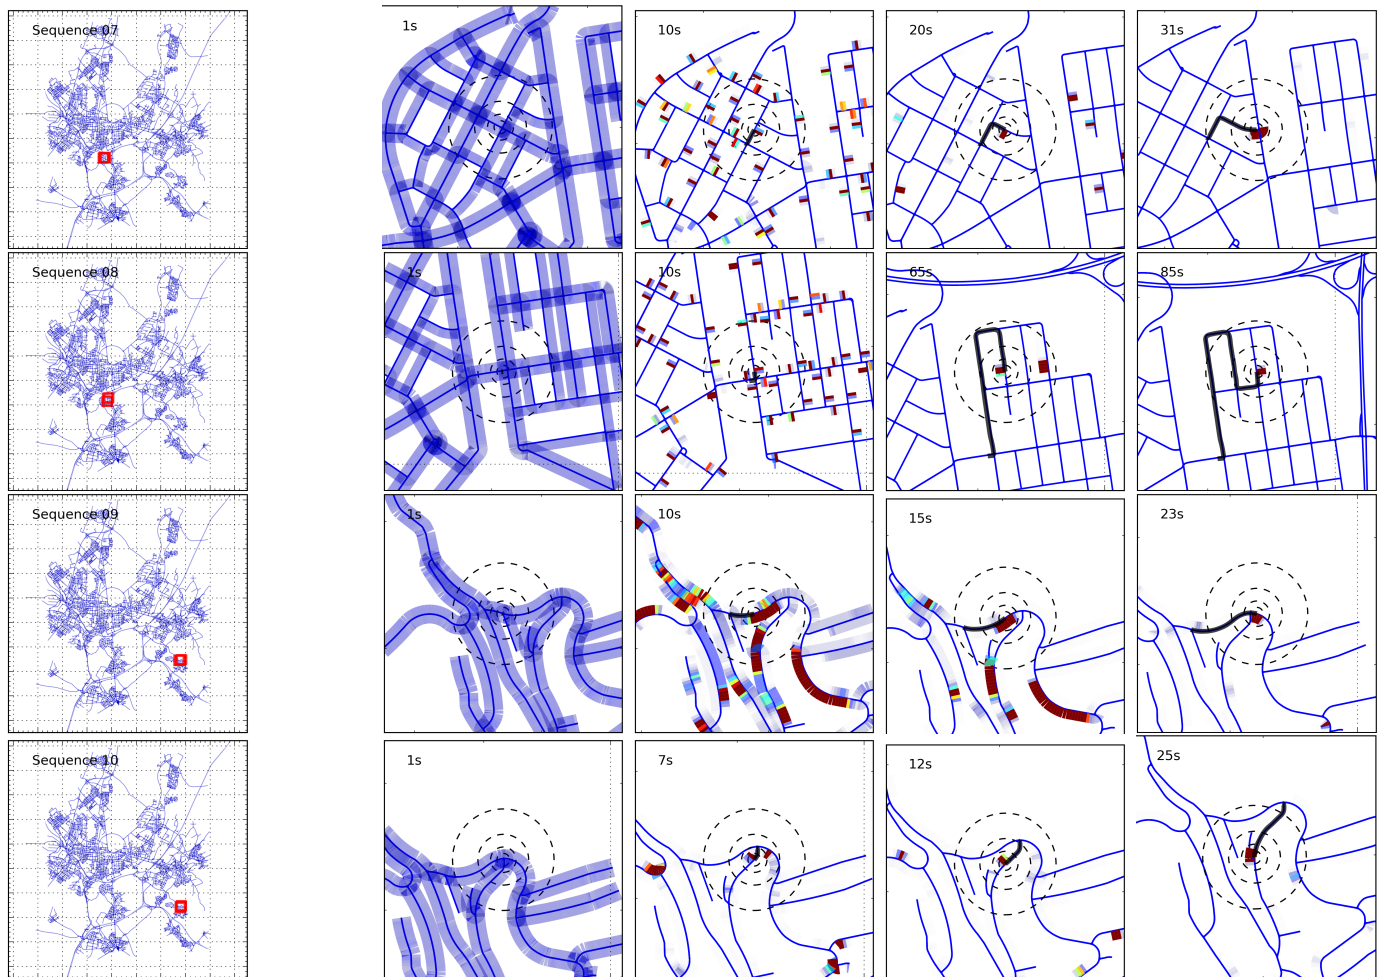 Sequence 07
1s
10s
20s
31s
Sequence 08
1s
10s
65s
85s
Sequence 09
1s
10s
15s
23s
Sequence 10
1s
7s
12s
25s